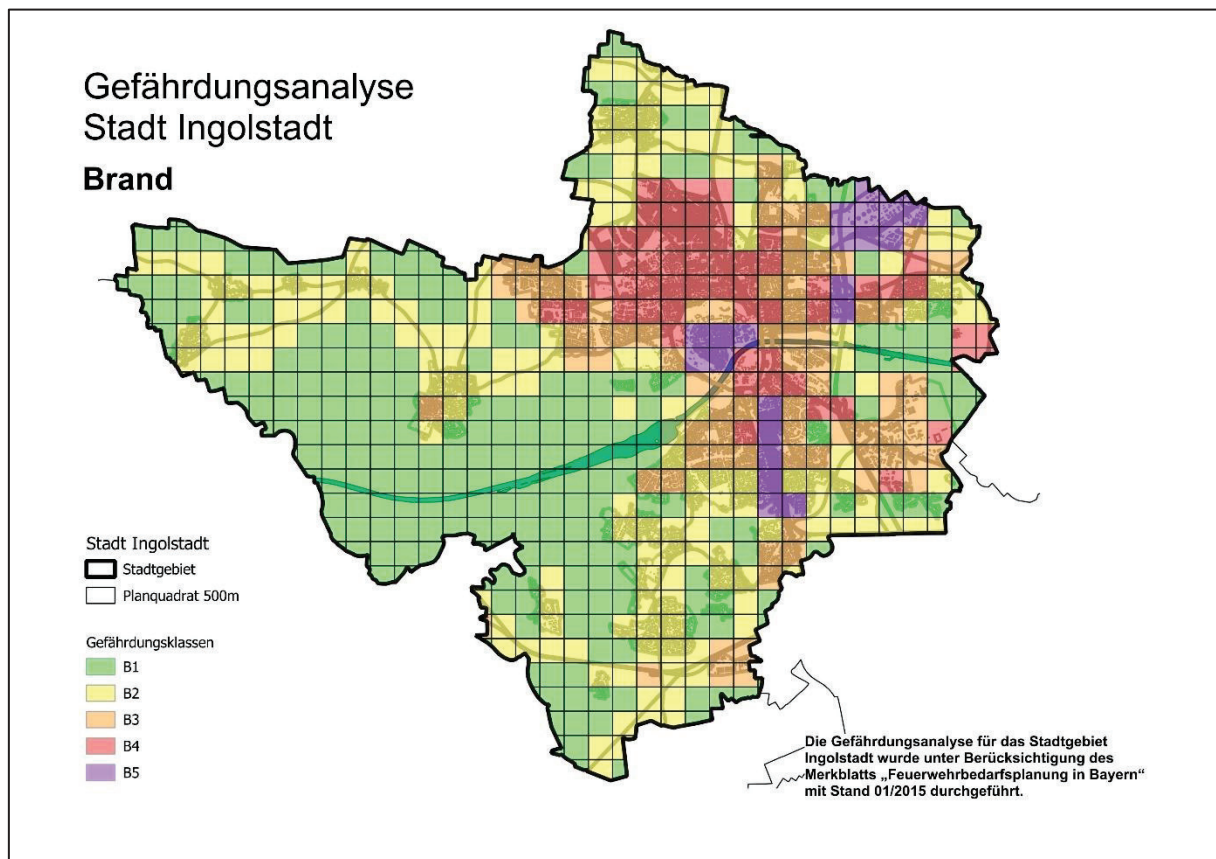 Gefährdungsanalyse
Stadt Ingolstadt
Brand
Stadt Ingolstadt
Stadtgebiet
Planquadrat 500m
Gefährdungsklassen
B1
B2
B3
B4
B5
Die Gefährdungsanalyse für das Stadtgebiet
Ingolstadt wurde unter Berücksichtigung des
Merkblatts „Feuerwehrbedarfsplanung in Bayern“
mit Stand 01/2015 durchgeführt.